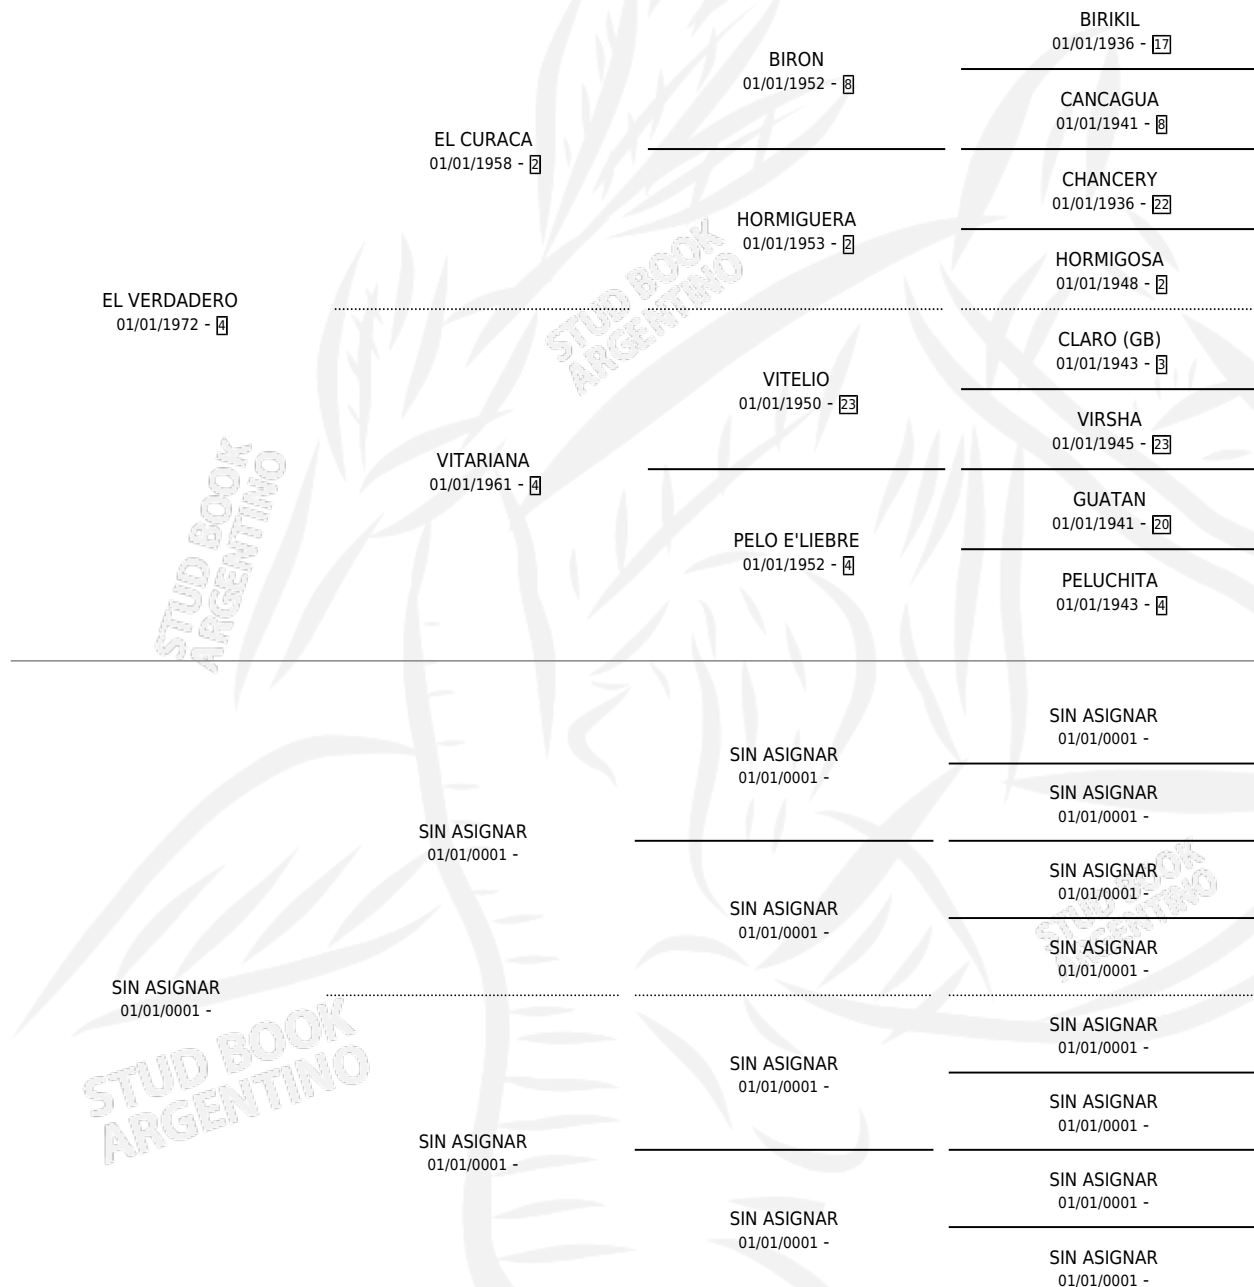 BIRIKIL
01/01/1936 - 17
BIRON
01/01/1952 - 8
CANCAGUA
01/01/1941 - 8
EL CURACA
01/01/1958 - 2
CHANCERY
01/01/1936 - 22
HORMIGUERA
01/01/1953 - 2
HORMIGOSA
01/01/1948 - 2
EL VERDADERO
01/01/1972 - 4
CLARO (GB)
01/01/1943 - 3
VITELIO
01/01/1950 - 23
VIRSHA
01/01/1945 - 23
VITARIANA
01/01/1961 - 4
GUATAN
01/01/1941 - 20
PELO E'LIEBRE
01/01/1952 - 4
PELUCHITA
01/01/1943 - 4
STUD BOOK
ARGENTINO
STUD BOOK
ARGENTINO
SIN ASIGNAR
01/01/0001 -
SIN ASIGNAR
01/01/0001 -
SIN ASIGNAR
01/01/0001 -
SIN ASIGNAR
01/01/0001 -
SIN ASIGNAR
01/01/0001 -
SIN ASIGNAR
01/01/0001 -
SIN ASIGNAR
01/01/0001 -
SIN ASIGNAR
01/01/0001 -
SIN ASIGNAR
01/01/0001 -
SIN ASIGNAR
01/01/0001 -
SIN ASIGNAR
01/01/0001 -
SIN ASIGNAR
01/01/0001 -
SIN ASIGNAR
01/01/0001 -
SIN ASIGNAR
01/01/0001 -
SIN ASIGNAR
01/01/0001 -
STUD BOOK
ARGENTINO
STUD BOOK
ARGENTINO